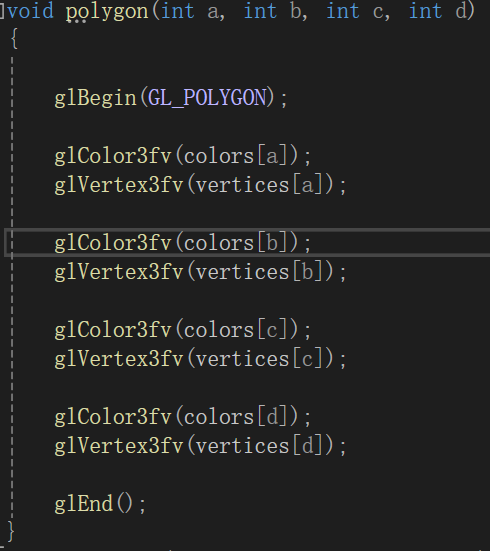 void polygon(int a, int b, int c, int d)
{
glBegin(GL_POLYGON);
glColor3fv(colors[a]);
glVertex3fv(vertices[a]);
glColor3fv(colors[b]);
glVertex3fv(vertices[b]);
glColor3fv(colors[c]);
glVertex3fv(vertices[c]);
glColor3fv(colors[d]);
glVertex3fv(vertices[d]);
glEnd();
}